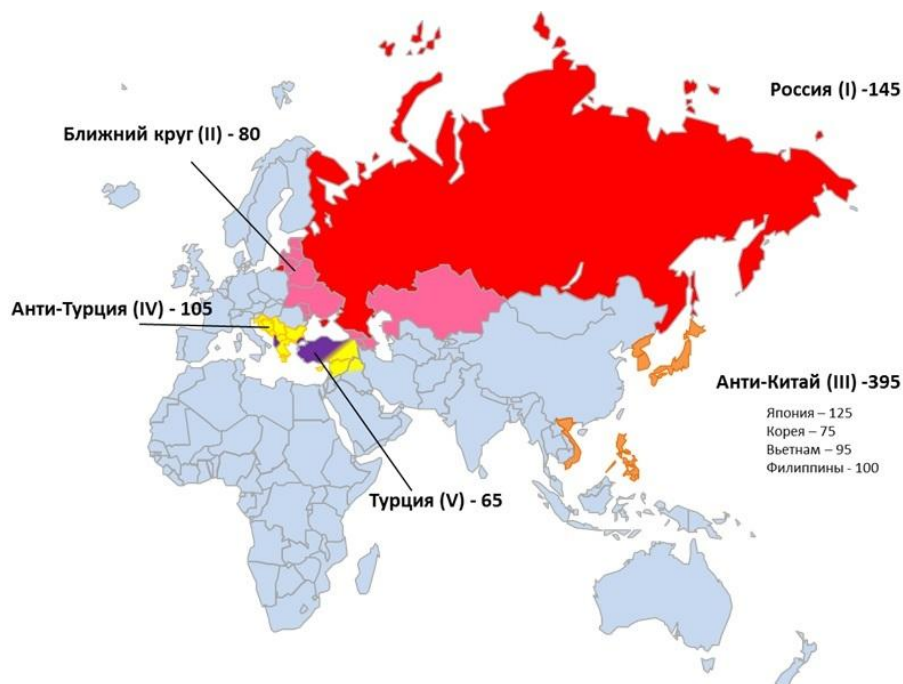 Россия (I) -145
Ближний круг (II) - 80
Анти-Турция (IV) - 105
Анти-Китай (III) -395
Япония – 125
Корея – 75
Вьетнам – 95
Филиппины - 100
Турция (V) - 65